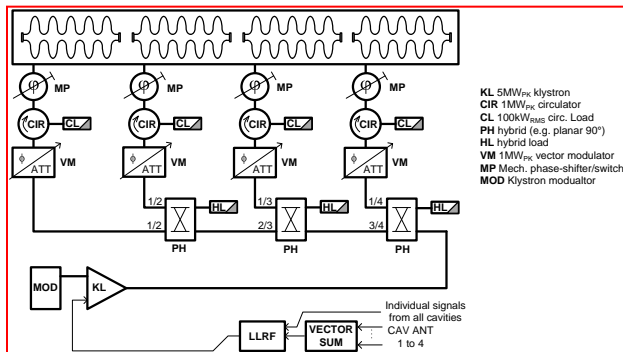 φ MP φ MP φ MP φ MP
CIR CL CIR CL CIR CL CIR CL
ϕ ATT VM ϕ ATT VM ϕ ATT VM ϕ ATT VM
1/2 HL 1/3 HL 1/4 HL
1/2 2/3 3/4
PH PH PH
KL 5MWPK klystron
CIR 1MWPK circulator
CL 100kWRMS circ. Load
PH hybrid (e.g. planar 90°)
HL hybrid load
VM 1MWPK vector modulator
MP Mech. phase-shifter/switch
MOD Klystron modualtor
MOD KL
Individual signals
from all cavities
LLRF
VECTOR
SUM
CAV ANT
1 to 4